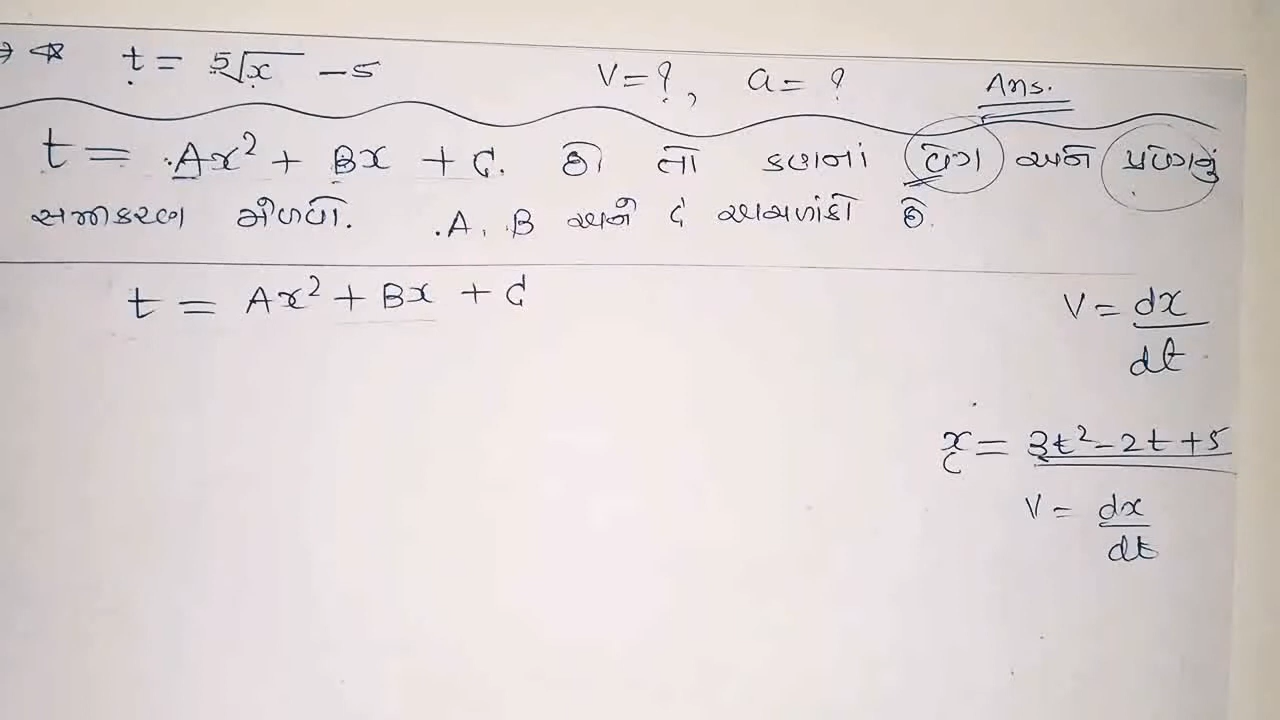 → ☆ t = ⁵√x - 5 V = ?, a = ? Ans.
t = Ax² + Bx + C. હો તો કણનાં વેગ અને પ્રવેગનું
સમીકરણ મેળવો. A, B અને C અચળાંકો છે.
t = Ax² + Bx + C
V = dx/dt
x = 3t² - 2t + 5
V = dx/dt